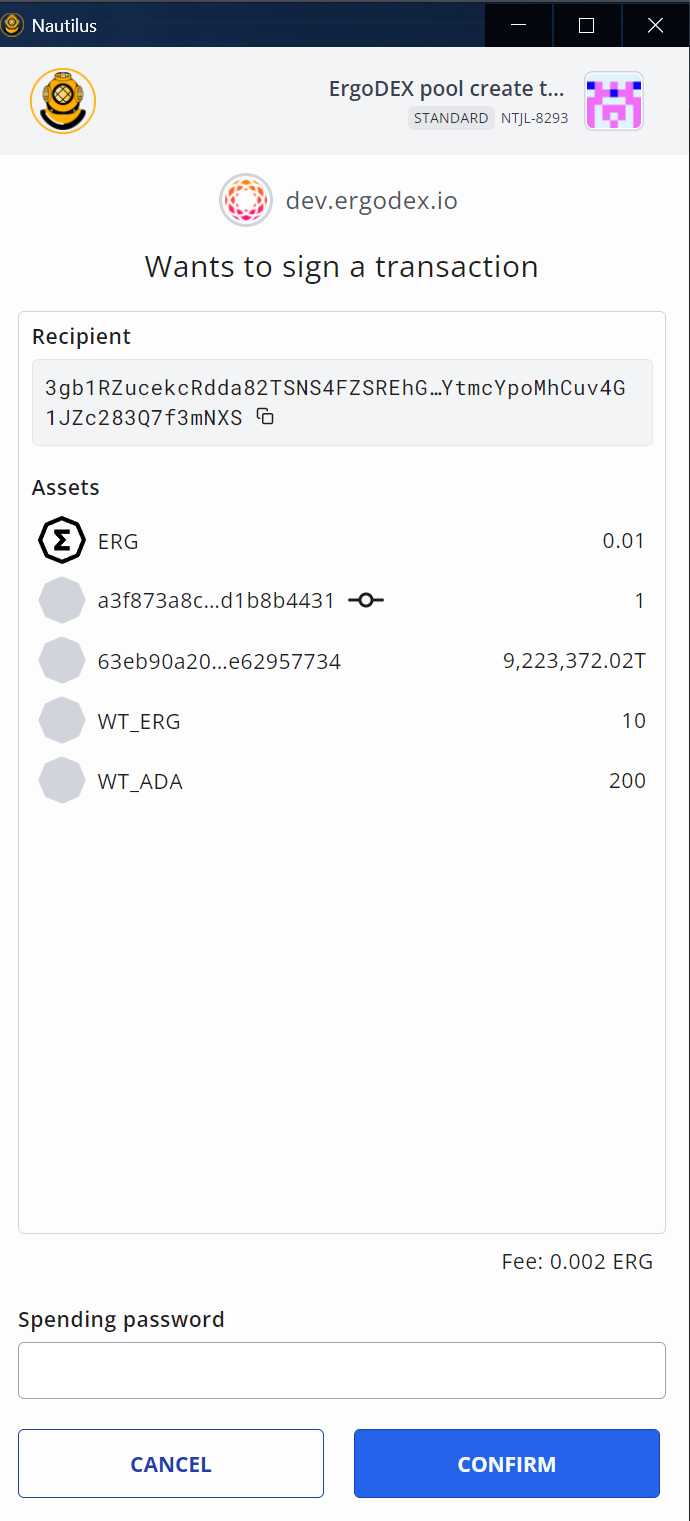 Nautilus
ErgoDEX pool create t...
STANDARD NTJL-8293
dev.ergodex.io
Wants to sign a transaction
Recipient
3gb1RZucekcRdda82TSNS4FZSREhG…YtmcYpoMhCuv4G
1JZc283Q7f3mNXS
Assets
Σ ERG 0.01
a3f873a8c…d1b8b4431 1
63eb90a20…e62957734 9,223,372.02T
WT_ERG 10
WT_ADA 200
Fee: 0.002 ERG
Spending password
CANCEL CONFIRM